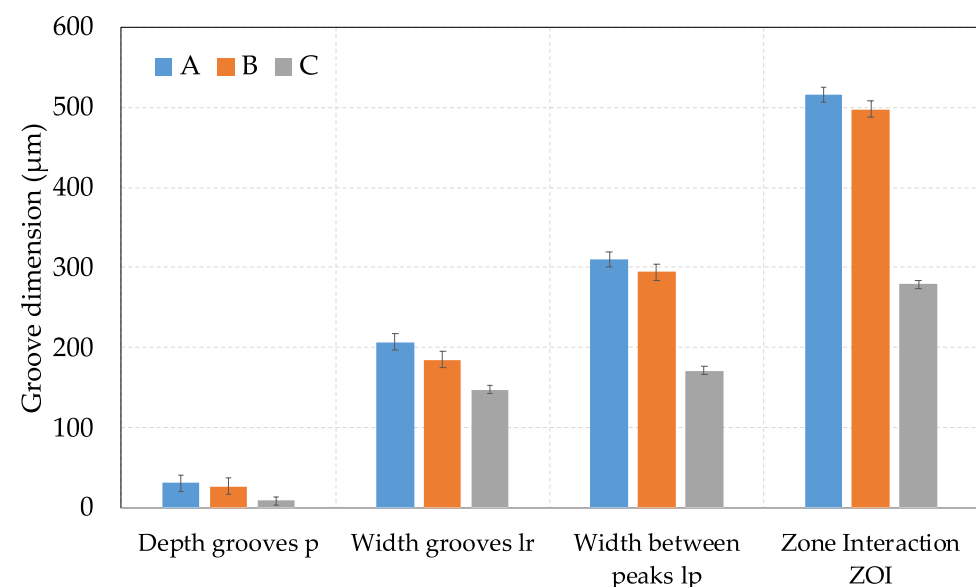 600
A B C
500
400
300
200
100
0
Groove dimension (μm)
Depth grooves p
Width grooves lr
Width between
peaks lp
Zone Interaction
ZOI